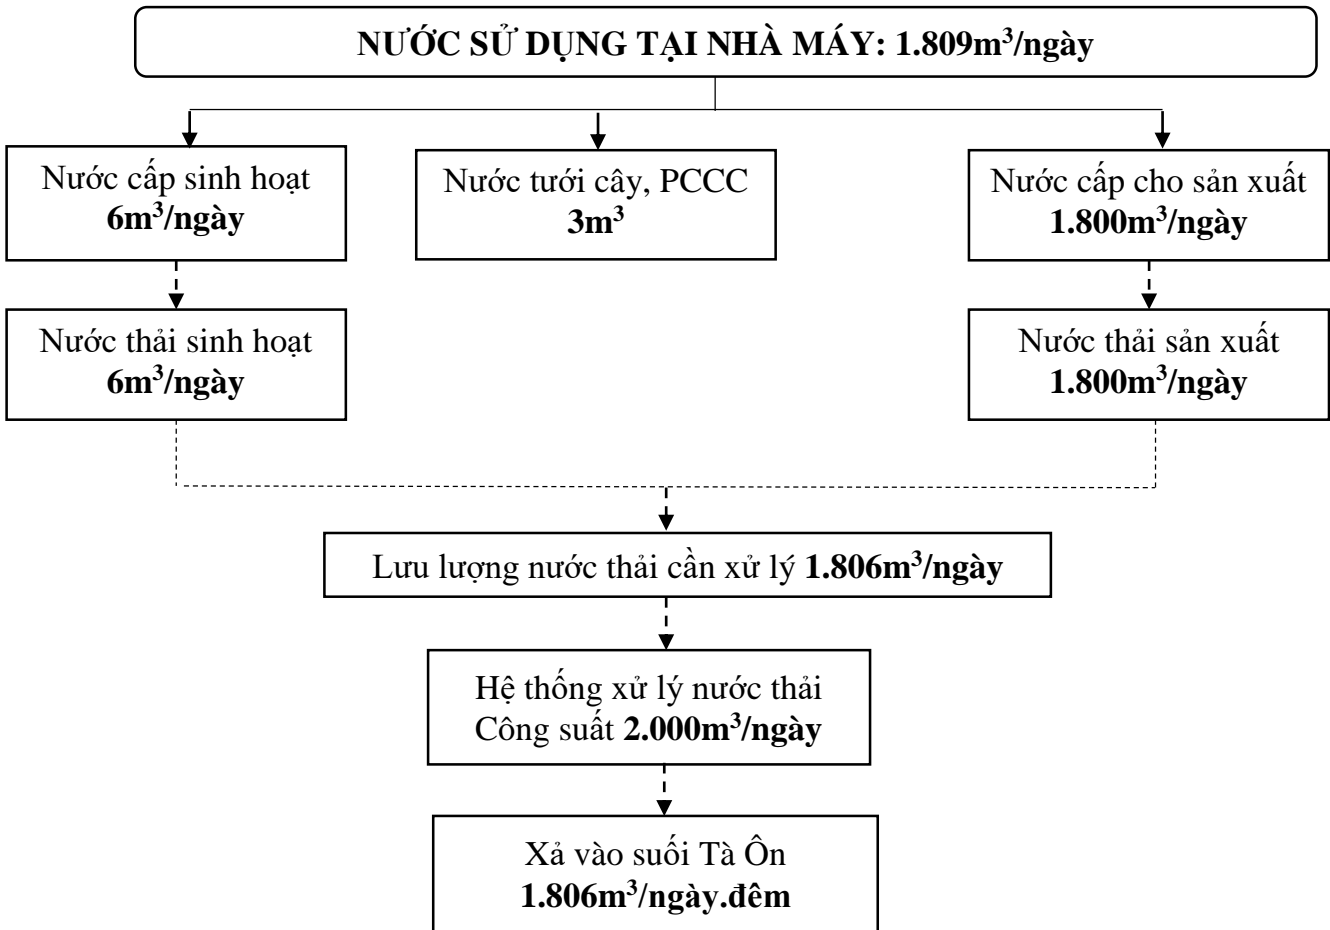 NƯỚC SỬ DỤNG TẠI NHÀ MÁY: 1.809m³/ngày
Nước cấp sinh hoạt
6m³/ngày
Nước tưới cây, PCCC
3m³
Nước cấp cho sản xuất
1.800m³/ngày
Nước thải sinh hoạt
6m³/ngày
Nước thải sản xuất
1.800m³/ngày
Lưu lượng nước thải cần xử lý 1.806m³/ngày
Hệ thống xử lý nước thải
Công suất 2.000m³/ngày
Xả vào suối Tà Ôn
1.806m³/ngày.đêm